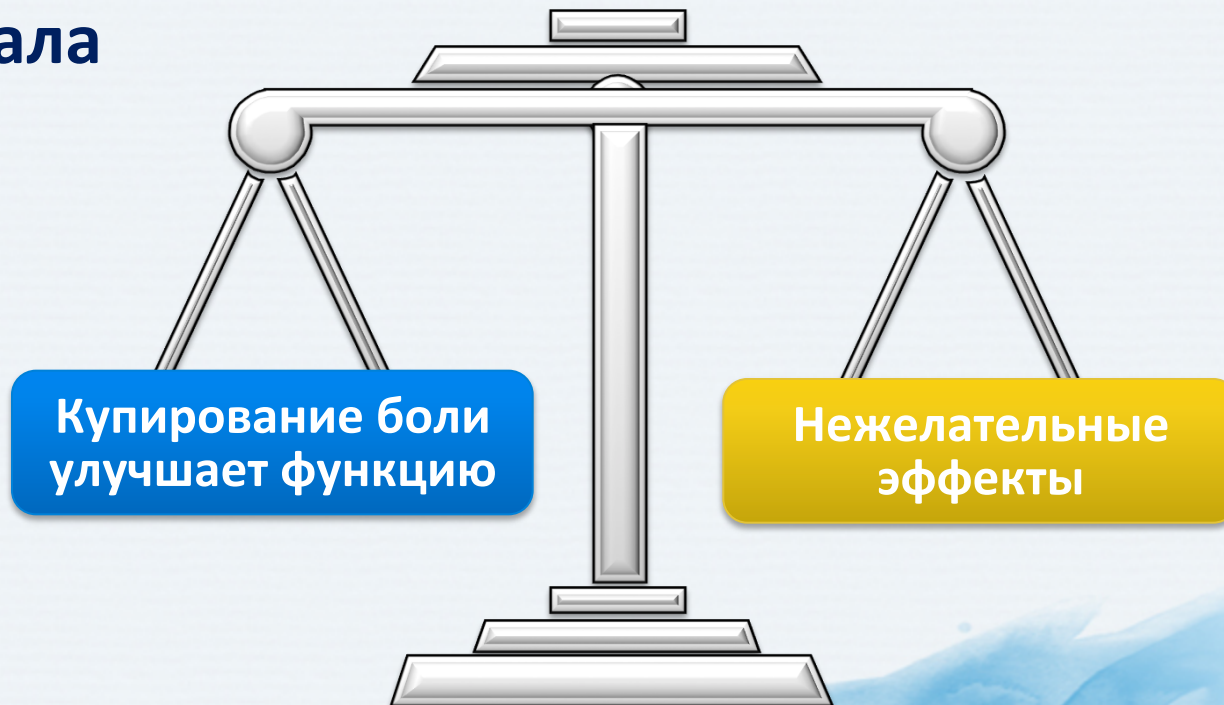 ала
Купирование боли
улучшает функцию
Нежелательные
эффекты